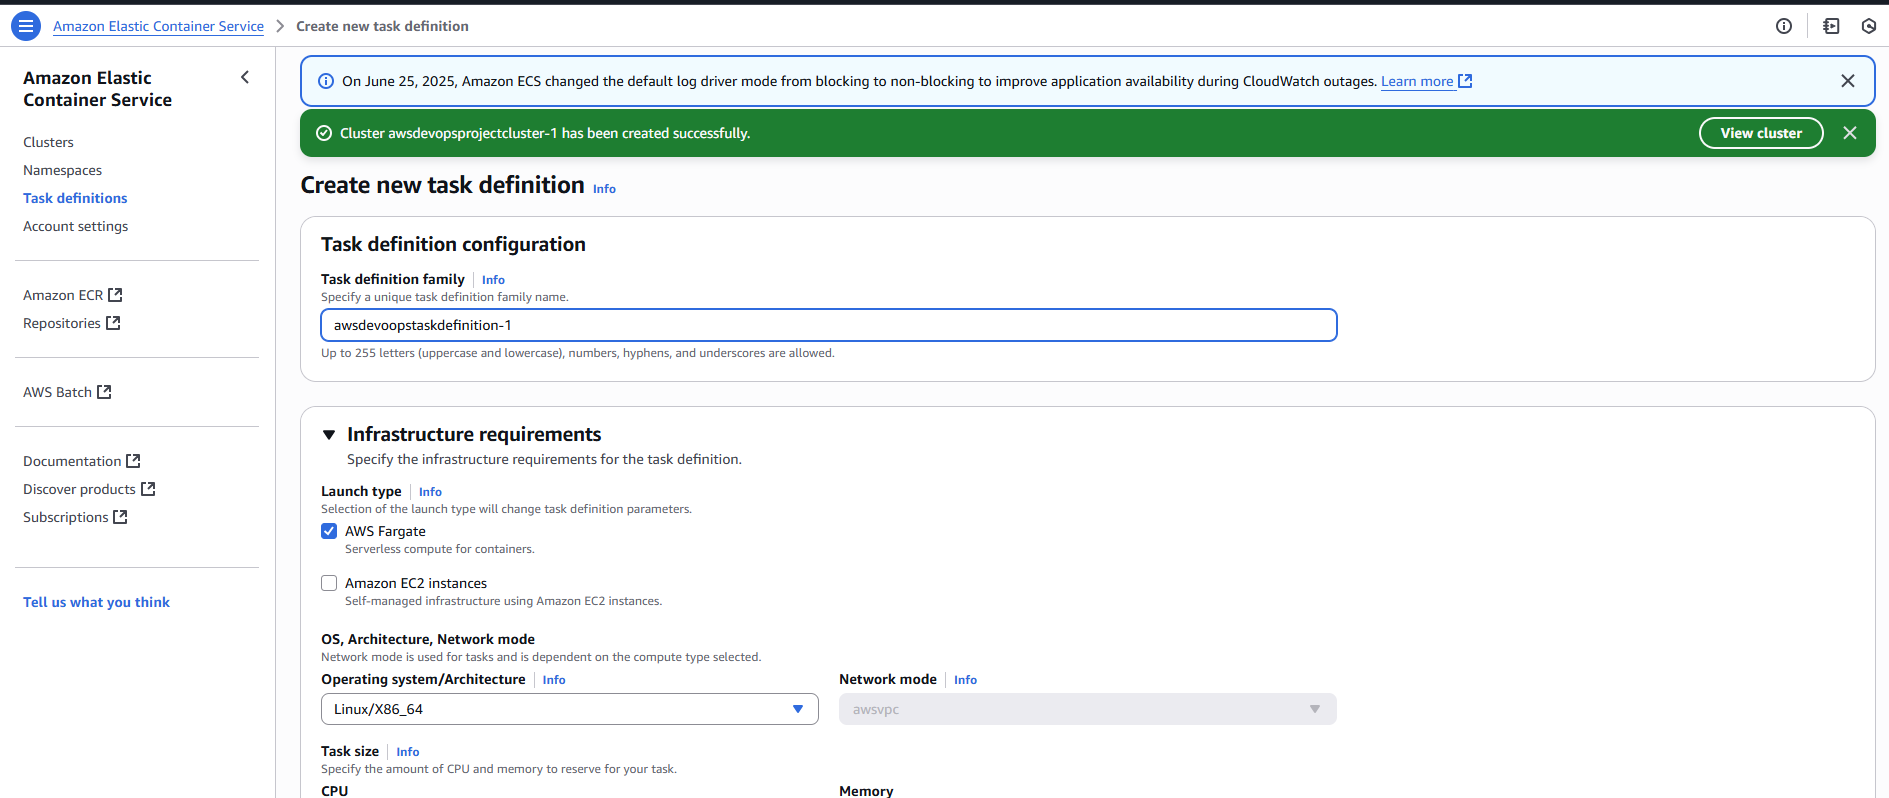 Amazon Elastic Container Service > Create new task definition
Amazon Elastic
Container Service
Clusters
Namespaces
Task definitions
Account settings
Amazon ECR
Repositories
AWS Batch
Documentation
Discover products
Subscriptions
Tell us what you think
On June 25, 2025, Amazon ECS changed the default log driver mode from blocking to non-blocking to improve application availability during CloudWatch outages. Learn more
Cluster awsdevopsprojectcluster-1 has been created successfully.
View cluster
Create new task definition Info
Task definition configuration
Task definition family Info
Specify a unique task definition family name.
awsdevoopstaskdefinition-1
Up to 255 letters (uppercase and lowercase), numbers, hyphens, and underscores are allowed.
Infrastructure requirements
Specify the infrastructure requirements for the task definition.
Launch type Info
Selection of the launch type will change task definition parameters.
AWS Fargate
Serverless compute for containers.
Amazon EC2 instances
Self-managed infrastructure using Amazon EC2 instances.
OS, Architecture, Network mode
Network mode is used for tasks and is dependent on the compute type selected.
Operating system/Architecture Info
Linux/X86_64
Network mode Info
awsvpc
Task size Info
Specify the amount of CPU and memory to reserve for your task.
CPU
Memory